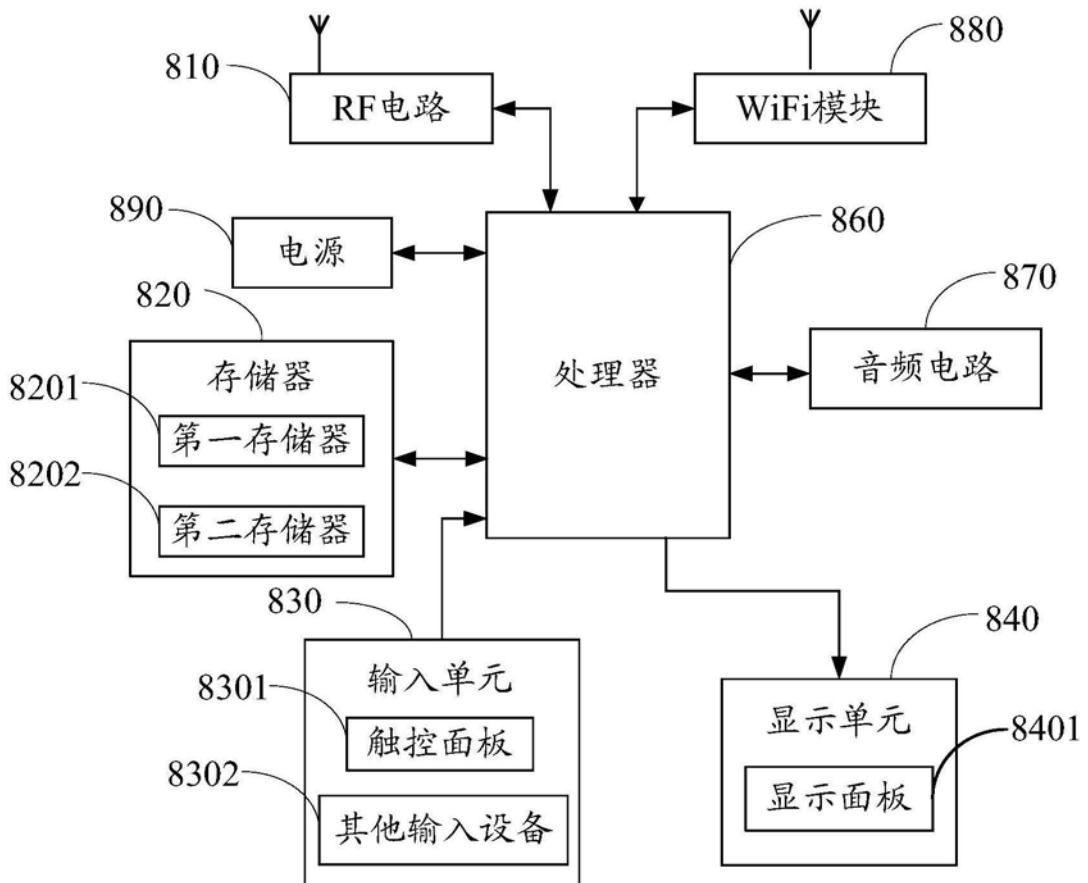 810
RF电路
880
WiFi模块
890
电源
860
处理器
870
音频电路
820
存储器
8201
第一存储器
8202
第二存储器
830
输入单元
8301
触控面板
8302
其他输入设备
840
显示单元
8401
显示面板